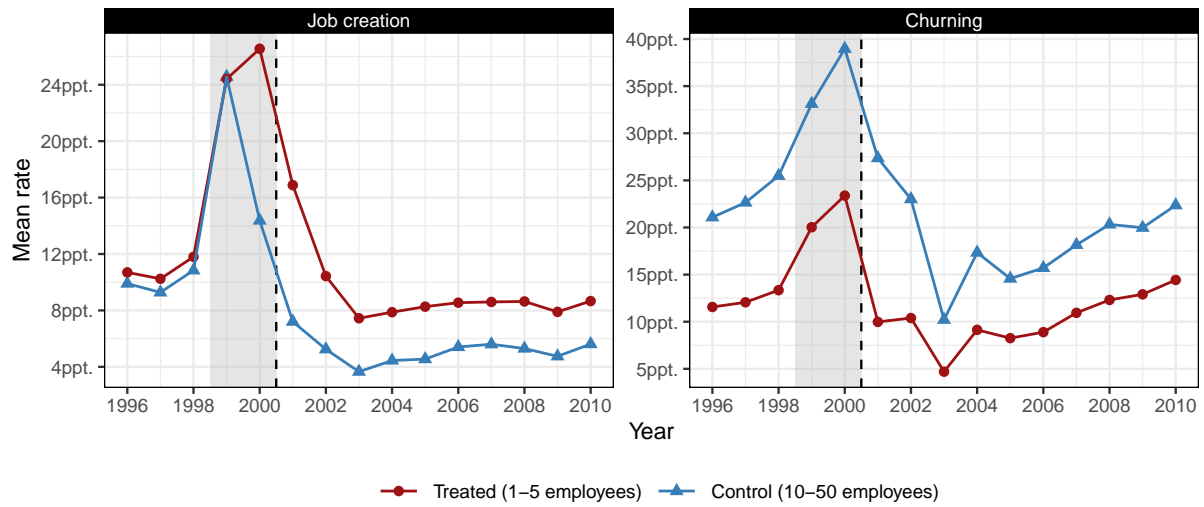 Job creation
Churning
Mean rate
24ppt.
20ppt.
16ppt.
12ppt.
8ppt.
4ppt.
40ppt.
35ppt.
30ppt.
25ppt.
20ppt.
15ppt.
10ppt.
5ppt.
1996 1998 2000 2002 2004 2006 2008 2010
1996 1998 2000 2002 2004 2006 2008 2010
Year
Treated (1−5 employees) Control (10−50 employees)